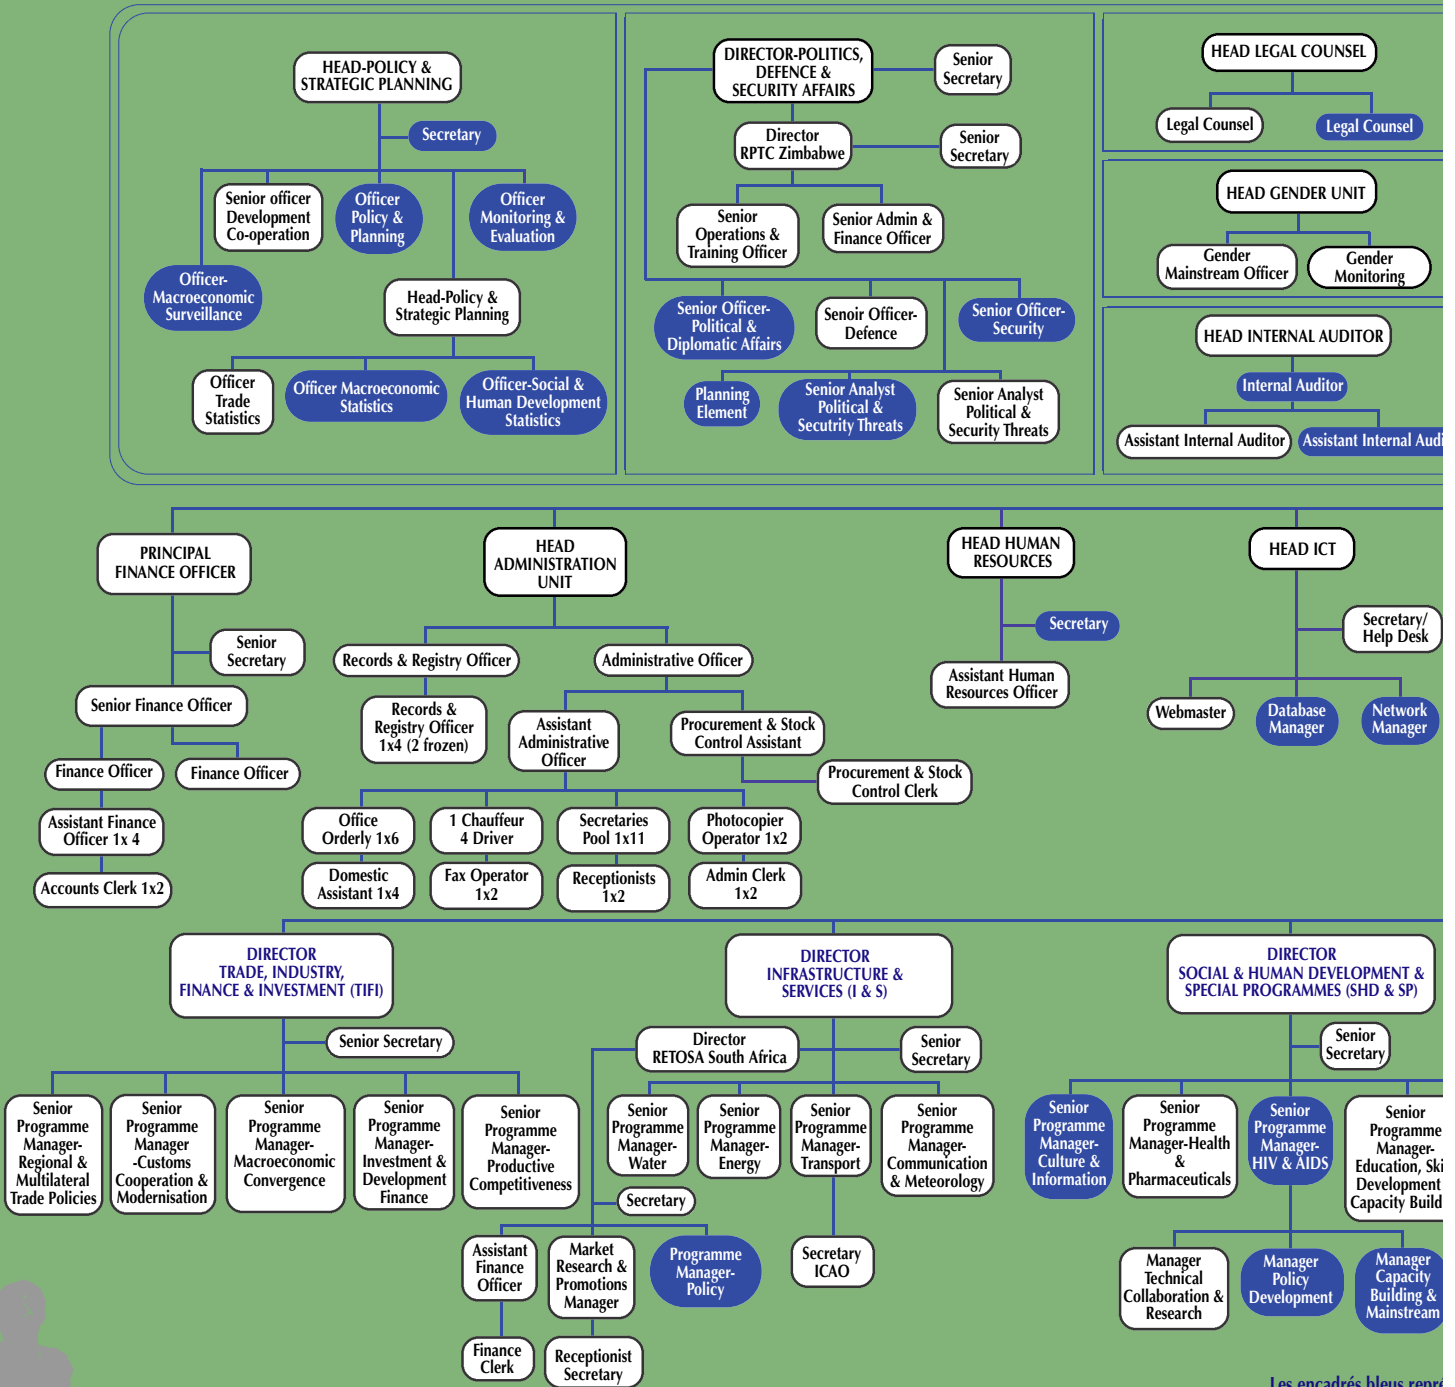 HEAD-POLICY &
STRATEGIC PLANNING
Secretary
Senior officer
Development
Co-operation
Officer
Policy &
Planning
Officer
Monitoring &
Evaluation
Officer-
Macroeconomic
Surveillance
Head-Policy &
Strategic Planning
Officer
Trade
Statistics
Officer Macroeconomic
Statistics
Officer-Social &
Human Development
Statistics
DIRECTOR-POLITICS,
DEFENCE &
SECURITY AFFAIRS
Senior
Secretary
Director
RPTC Zimbabwe
Senior
Secretary
Senior
Operations &
Training Officer
Senior Admin &
Finance Officer
Senior Officer-
Political &
Diplomatic Affairs
Senoir Officer-
Defence
Senior Officer-
Security
Planning
Element
Senior Analyst
Political &
Secutrity Threats
Senior Analyst
Political &
Security Threats
HEAD LEGAL COUNSEL
Legal Counsel
Legal Counsel
HEAD GENDER UNIT
Gender
Mainstream Officer
Gender
Monitoring
HEAD INTERNAL AUDITOR
Internal Auditor
Assistant Internal Auditor
Assistant Internal Audi
PRINCIPAL
FINANCE OFFICER
Senior
Secretary
Senior Finance Officer
Finance Officer
Finance Officer
Assistant Finance
Officer 1x 4
Accounts Clerk 1x2
HEAD
ADMINISTRATION
UNIT
Records & Registry Officer
Administrative Officer
Records &
Registry Officer
1x4 (2 frozen)
Assistant
Administrative
Officer
Procurement & Stock
Control Assistant
Procurement & Stock
Control Clerk
Office
Orderly 1x6
1 Chauffeur
4 Driver
Secretaries
Pool 1x11
Photocopier
Operator 1x2
Domestic
Assistant 1x4
Fax Operator
1x2
Receptionists
1x2
Admin Clerk
1x2
HEAD HUMAN
RESOURCES
Secretary
Assistant Human
Resources Officer
HEAD ICT
Secretary/
Help Desk
Webmaster
Database
Manager
Network
Manager
DIRECTOR
TRADE, INDUSTRY,
FINANCE & INVESTMENT (TIFI)
Senior Secretary
Senior
Programme
Manager-
Regional &
Multilateral
Trade Policies
Senior
Programme
Manager
-Customs
Cooperation &
Modernisation
Senior
Programme
Manager-
Macroeconomic
Convergence
Senior
Programme
Manager-
Investment &
Development
Finance
Senior
Programme
Manager-
Productive
Competitiveness
DIRECTOR
INFRASTRUCTURE &
SERVICES (I & S)
Director
RETOSA South Africa
Senior
Secretary
Senior
Programme
Manager-
Water
Senior
Programme
Manager-
Energy
Senior
Programme
Manager-
Transport
Senior
Programme
Manager-
Communication
& Meteorology
Secretary
Assistant
Finance
Officer
Market
Research &
Promotions
Manager
Programme
Manager-
Policy
Secretary
ICAO
Finance
Clerk
Receptionist
Secretary
DIRECTOR
SOCIAL & HUMAN DEVELOPMENT &
SPECIAL PROGRAMMES (SHD & SP)
Senior
Secretary
Senior
Programme
Manager-
Culture &
Information
Senior
Programme
Manager-Health
&
Pharmaceuticals
Senior
Programme
Manager-
HIV & AIDS
Senior
Programme
Manager-
Education, Ski
Development
Capacity Build
Manager
Technical
Collaboration &
Research
Manager
Policy
Development
Manager
Capacity
Building &
Mainstream
Les encadrés bleus repré